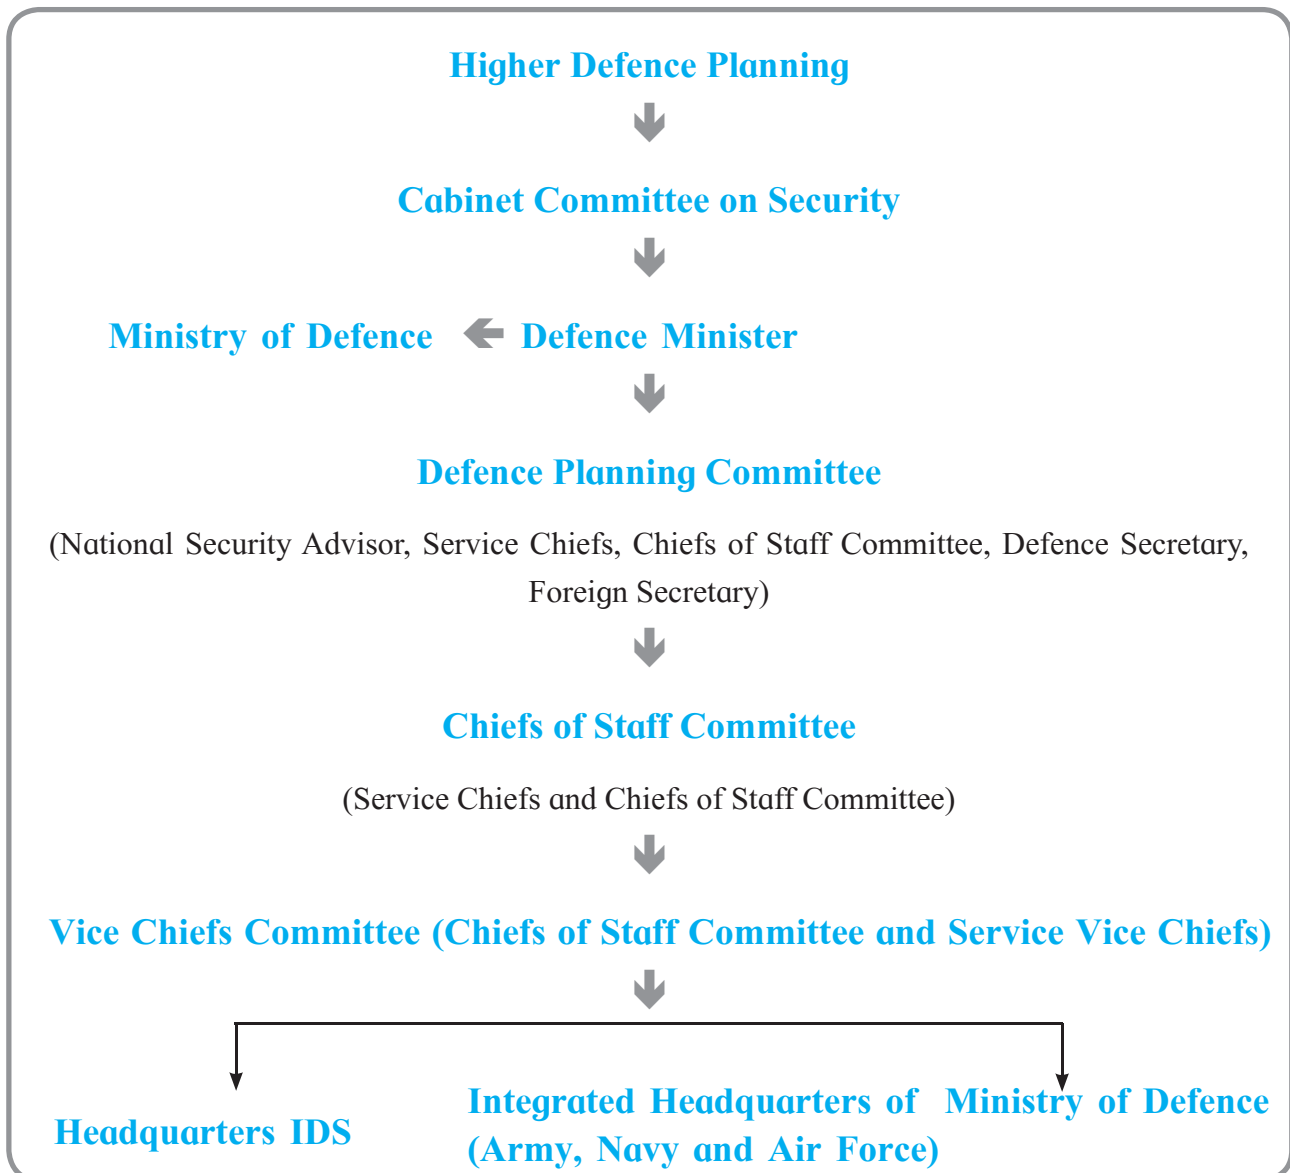 Higher Defence Planning
Cabinet Committee on Security
Ministry of Defence Defence Minister
Defence Planning Committee
(National Security Advisor, Service Chiefs, Chiefs of Staff Committee, Defence Secretary,
Foreign Secretary)
Chiefs of Staff Committee
(Service Chiefs and Chiefs of Staff Committee)
Vice Chiefs Committee (Chiefs of Staff Committee and Service Vice Chiefs)
Headquarters IDS
Integrated Headquarters of Ministry of Defence
(Army, Navy and Air Force)